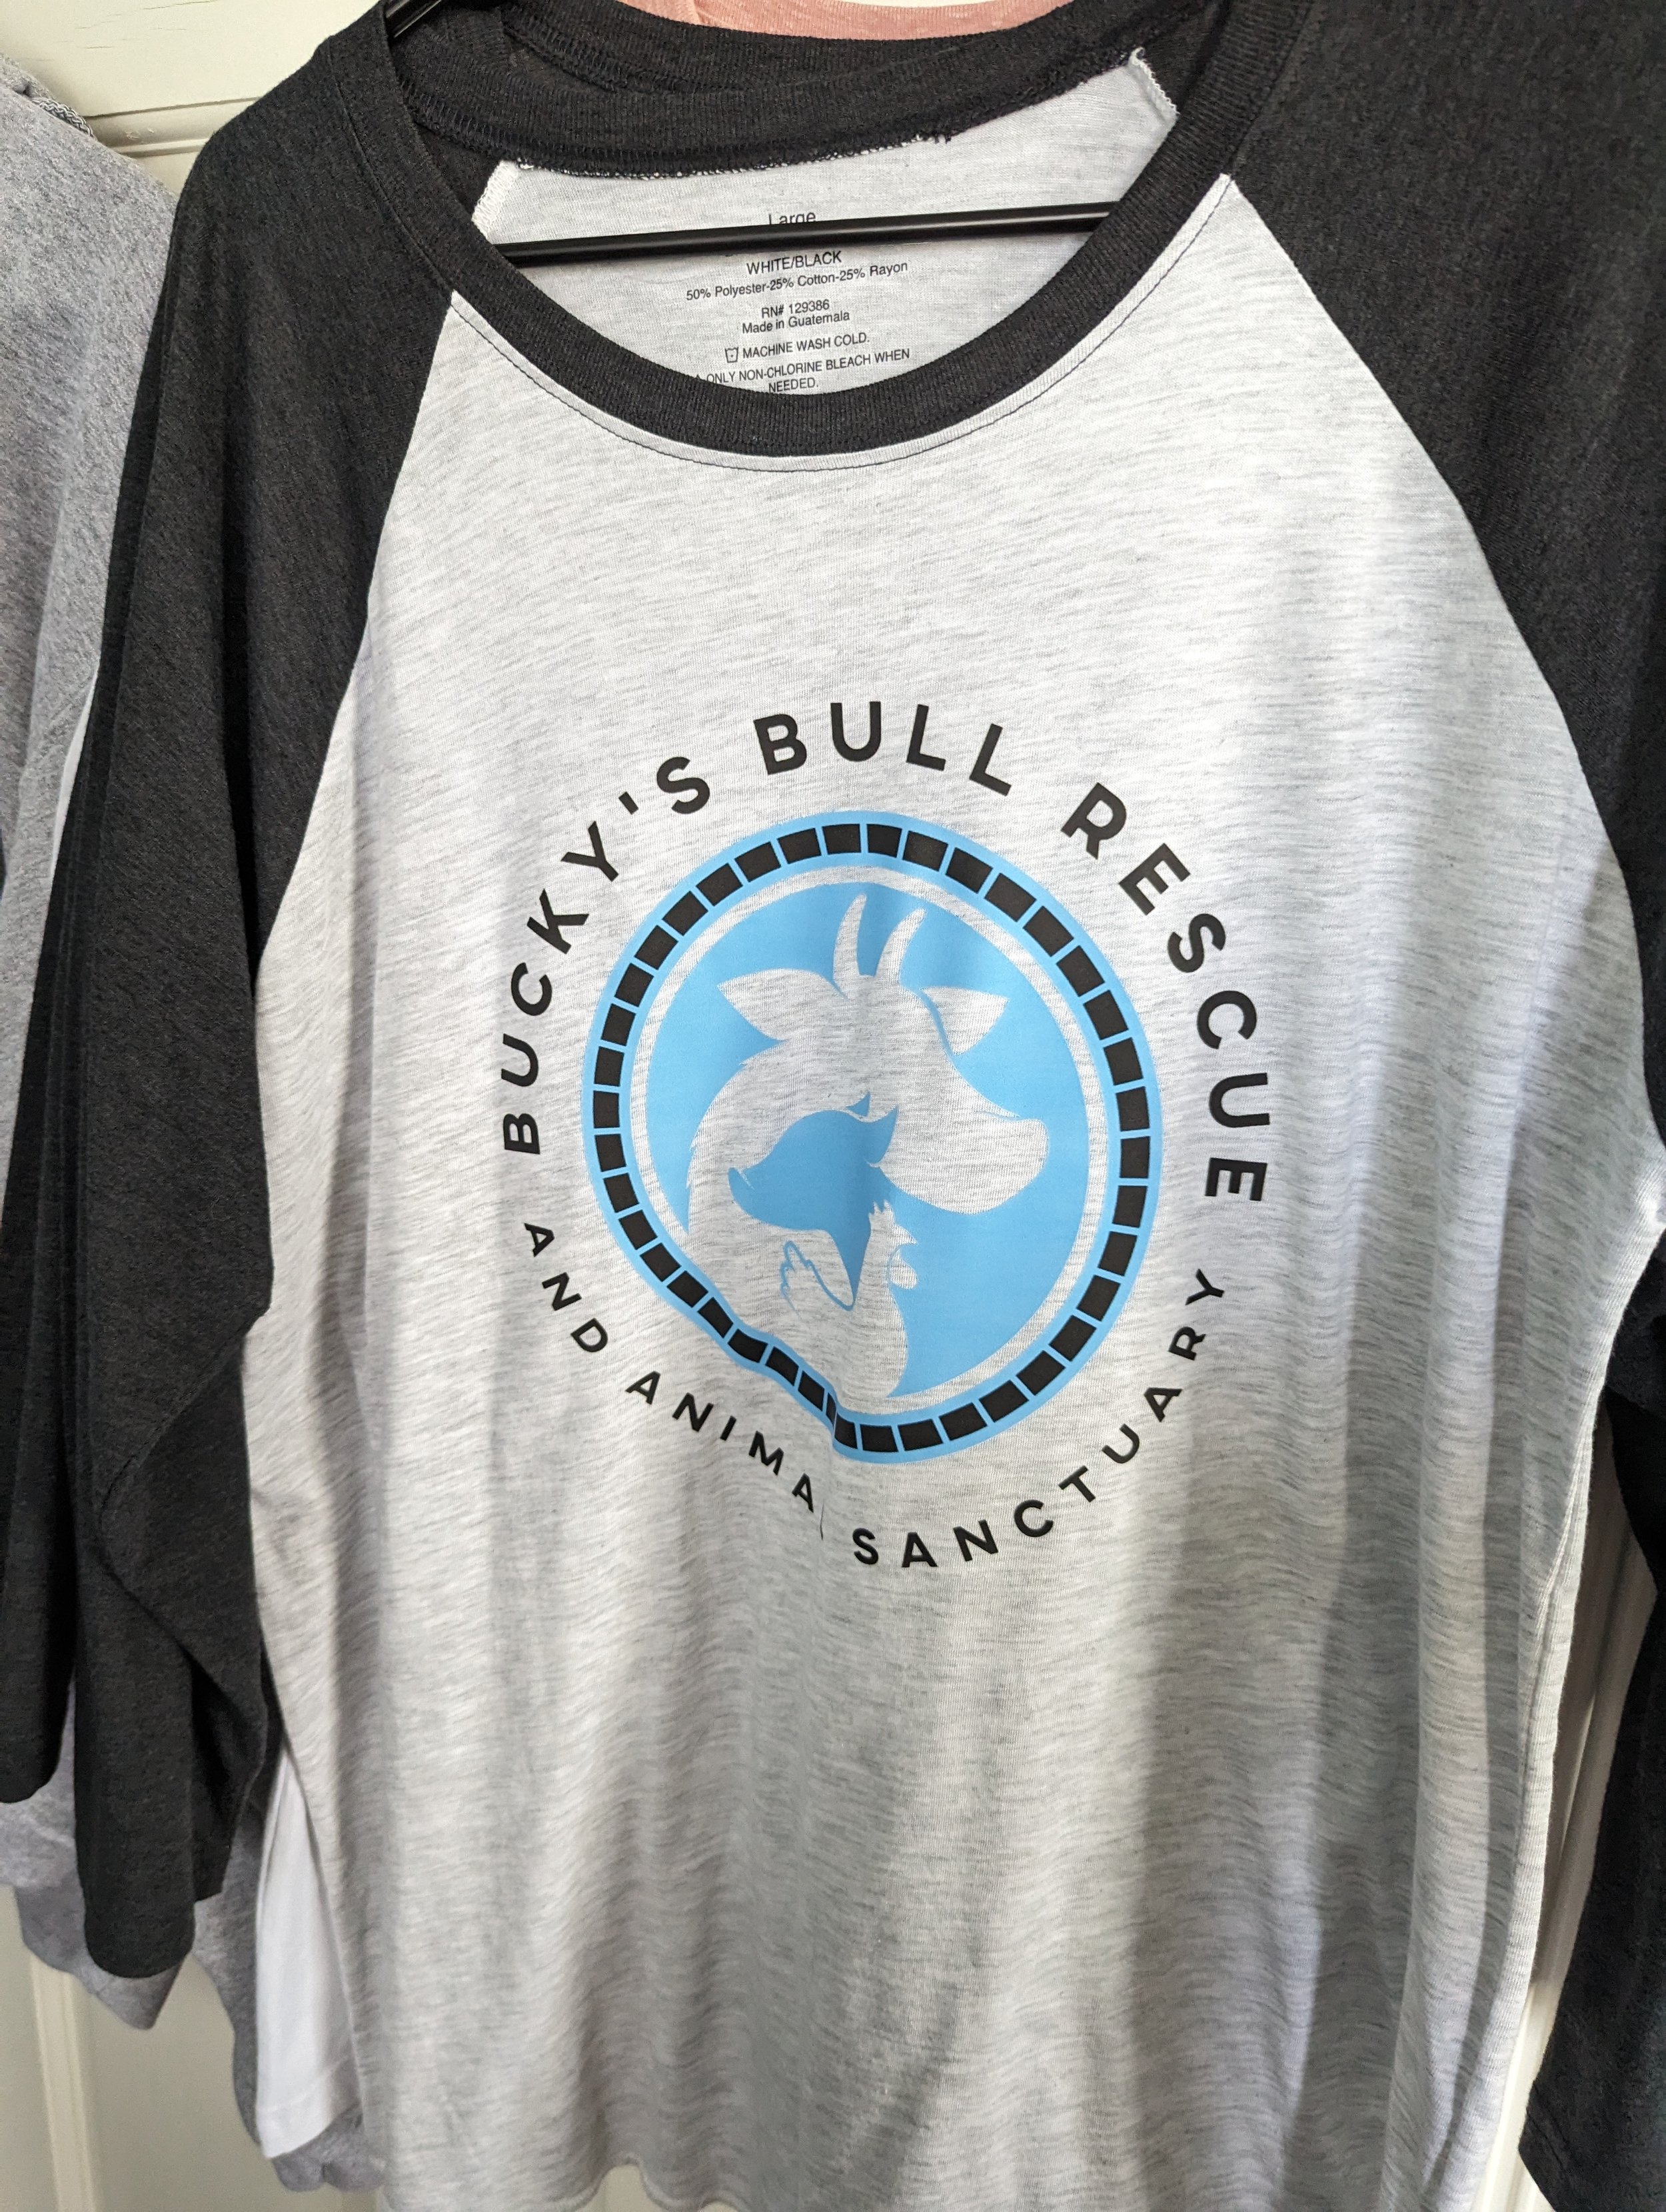 Large
WHITE/BLACK
50% Polyester-25% Cotton-25% Rayon
RN# 129386
Made in Guatemala
MACHINE WASH COLD.
ONLY NON-CHLORINE BLEACH WHEN
NEEDED.
BUCKY'S BULL RESCUE
AND ANIMA SANCTUARY